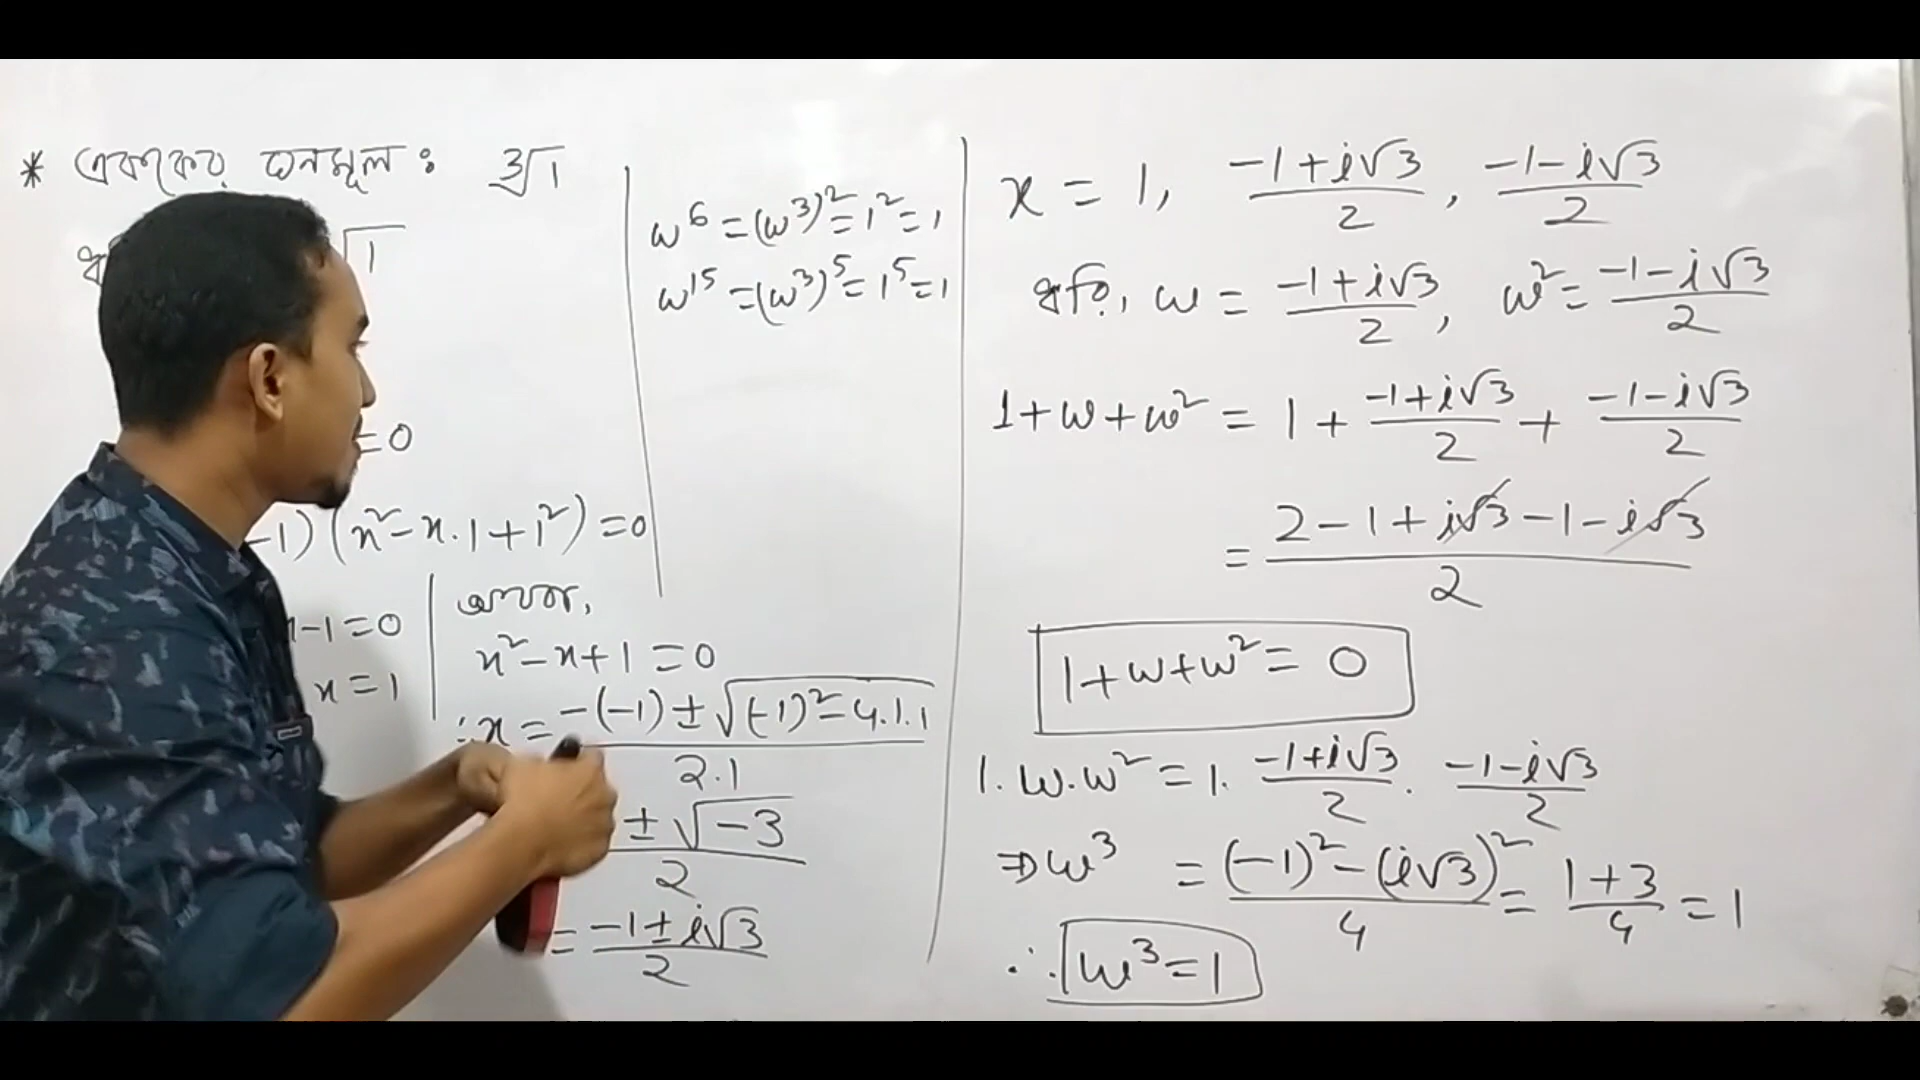 * এককের ঘনমূল : ∛1
√1
=0
-1) (x²-x.1+1²)=0
x-1=0
x=1
অথবা,
x²-x+1=0
∴x = -(-1) ± √(-1)²-4.1.1 / 2.1
± √-3 / 2
= -1±i√3 / 2
ω⁶ = (ω³)² = 1² = 1
ω¹⁵ = (ω³)⁵ = 1⁵ = 1
x = 1, -1+i√3 / 2 , -1-i√3 / 2
ধরি, ω = -1+i√3 / 2 , ω² = -1-i√3 / 2
1+ω+ω² = 1 + -1+i√3 / 2 + -1-i√3 / 2
= 2-1+i√3-1-i√3 / 2
1+ω+ω² = 0
1.ω.ω² = 1. -1+i√3 / 2 . -1-i√3 / 2
⇒ω³ = (-1)²-(i√3)² / 4 = 1+3 / 4 = 1
∴ ω³=1